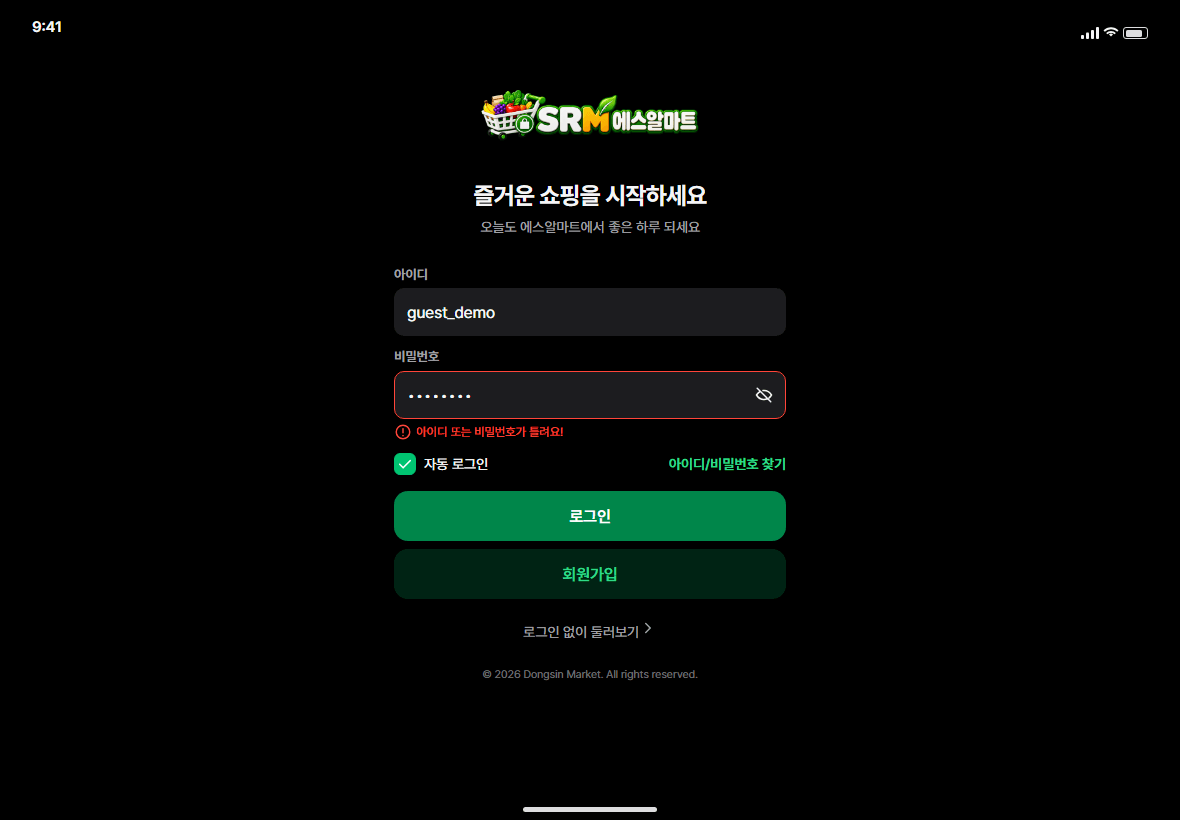 9:41
SRM 에스알마트
즐거운 쇼핑을 시작하세요
오늘도 에스알마트에서 좋은 하루 되세요
아이디
guest_demo
비밀번호
••••••••
아이디 또는 비밀번호가 틀려요!
자동 로그인
아이디/비밀번호 찾기
로그인
회원가입
로그인 없이 둘러보기
© 2026 Dongsin Market. All rights reserved.